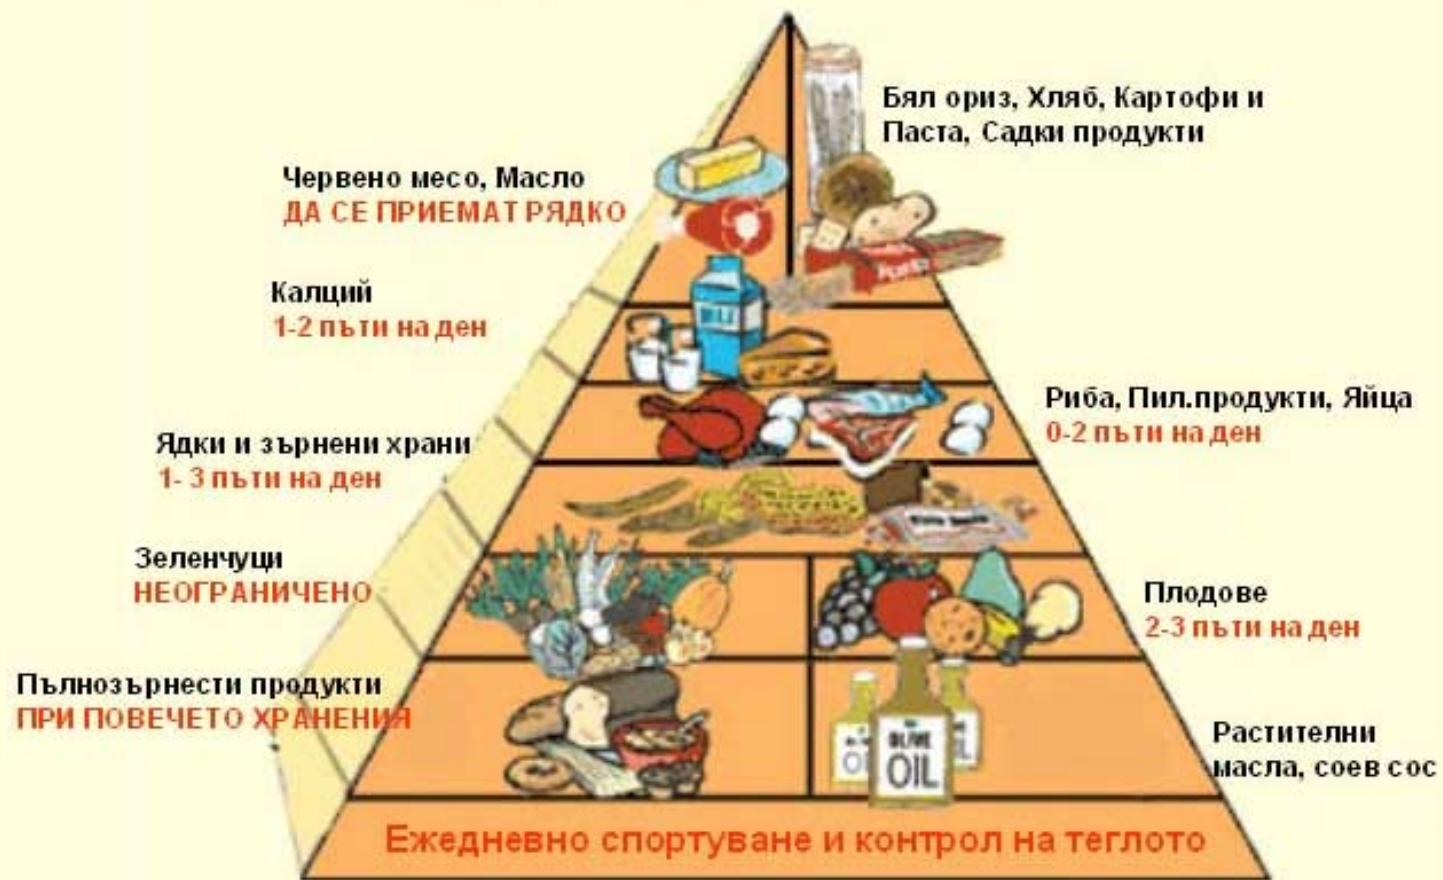 Бял ориз, Хляб, Картофи и
Паста, Садки продукти
Червено месо, Масло
ДА СЕ ПРИЕМАТ РЯДКО
Калций
1-2 пъти на ден
MILK
Риба, Пил.продукти, Яйца
0-2 пъти на ден
Ядки и зърнени храни
1- 3 пъти на ден
Зеленчуци
НЕОГРАНИЧЕНО
Плодове
2-3 пъти на ден
Пълнозърнести продукти
ПРИ ПОВЕЧЕТО ХРАНЕНИЯ
Растителни
масла, соев сос
OLIVE
OIL
Ежедневно спортуване и контрол на теглото